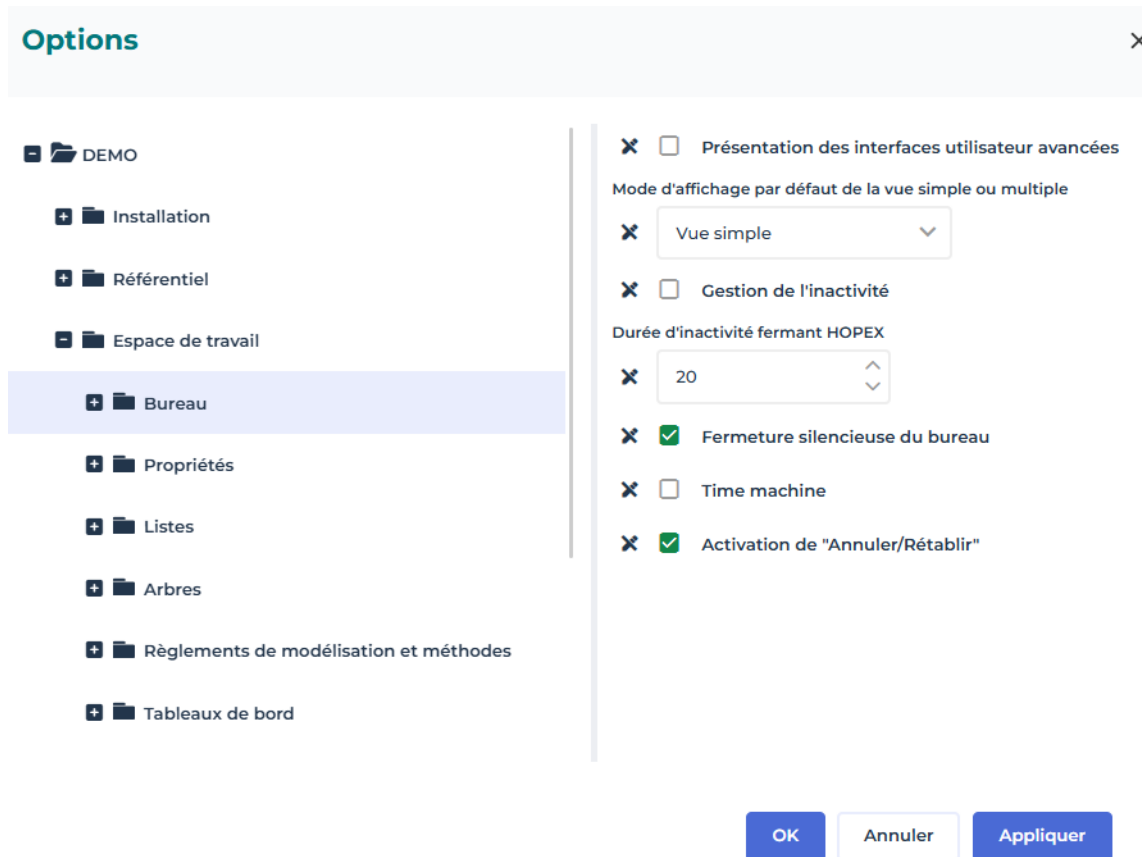 Options
DEMO
Installation
Référentiel
Espace de travail
Bureau
Propriétés
Listes
Arbres
Règlements de modélisation et méthodes
Tableaux de bord
Présentation des interfaces utilisateur avancées
Mode d'affichage par défaut de la vue simple ou multiple
Vue simple
Gestion de l'inactivité
Durée d'inactivité fermant HOPEX
20
Fermeture silencieuse du bureau
Time machine
Activation de "Annuler/Rétablir"
OK Annuler Appliquer